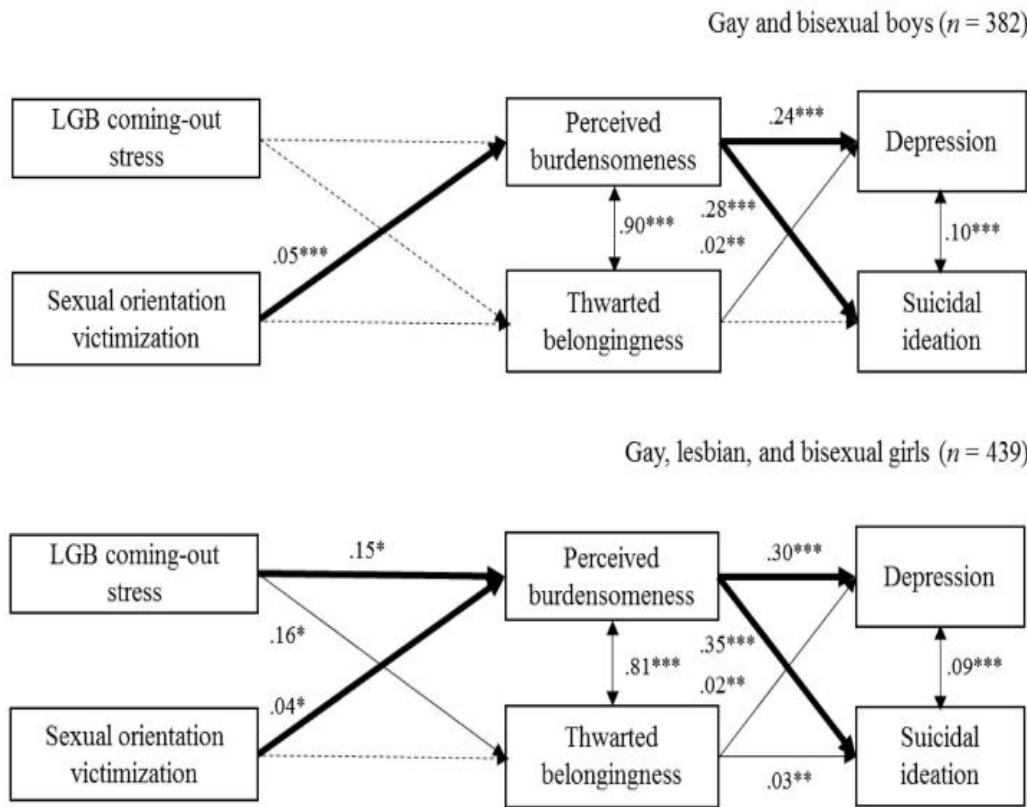 Gay and bisexual boys (n = 382)
LGB coming-out
stress
Perceived
burdensomeness
.24***
Depression
.05***
.90***
.28***
.02**
.10***
Sexual orientation
victimization
Thwarted
belongingness
Suicidal
ideation
Gay, lesbian, and bisexual girls (n = 439)
LGB coming-out
stress
.15*
Perceived
burdensomeness
.30***
Depression
.16*
.04*
.81***
.35***
.02**
.09***
Sexual orientation
victimization
Thwarted
belongingness
.03**
Suicidal
ideation